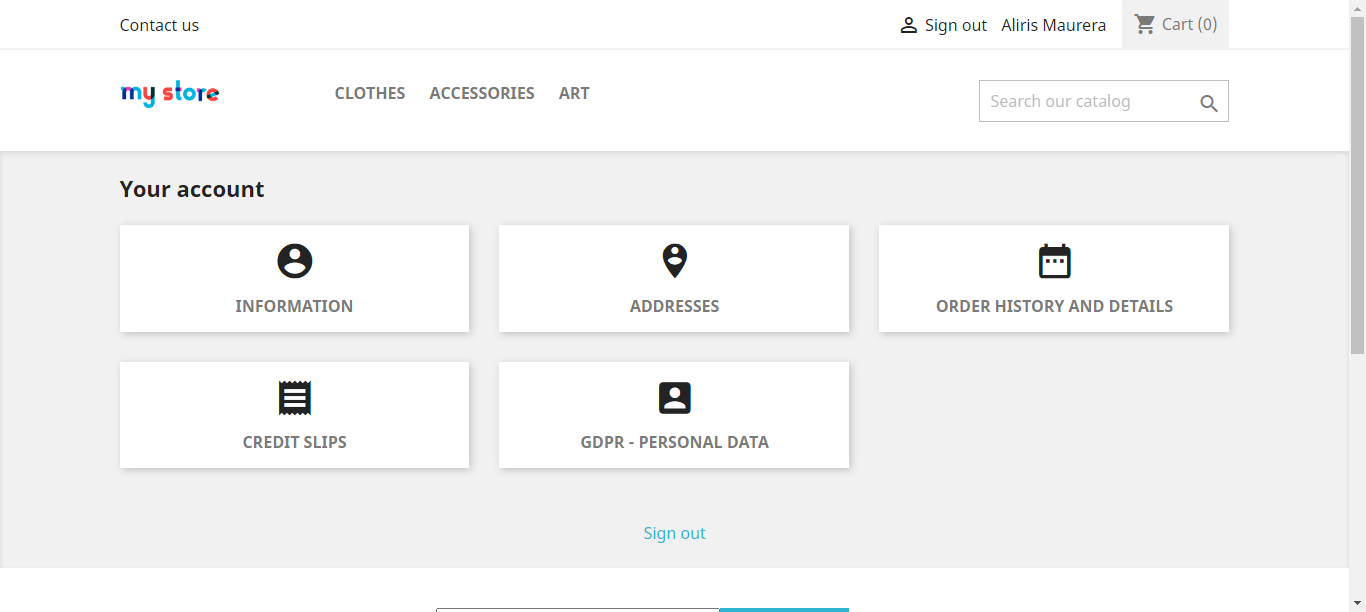 Contact us
Sign out Aliris Maurera Cart (0)
my store
CLOTHES ACCESSORIES ART
Search our catalog
Your account
INFORMATION
ADDRESSES
ORDER HISTORY AND DETAILS
CREDIT SLIPS
GDPR - PERSONAL DATA
Sign out